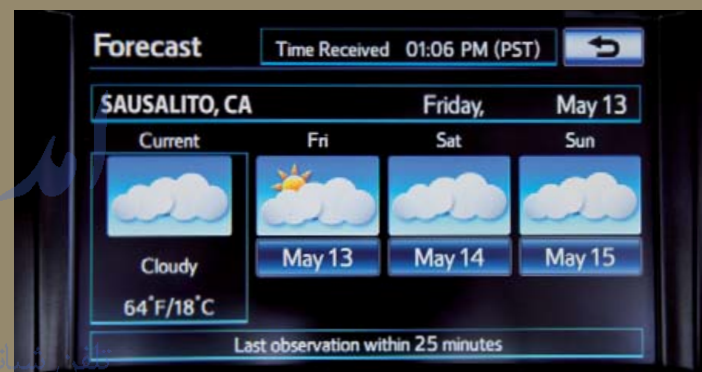 Forecast Time Received 01:06 PM (PST)
SAUSALITO, CA Friday, May 13
Current Fri Sat Sun
Cloudy May 13 May 14 May 15
64°F/18°C
Last observation within 25 minutes